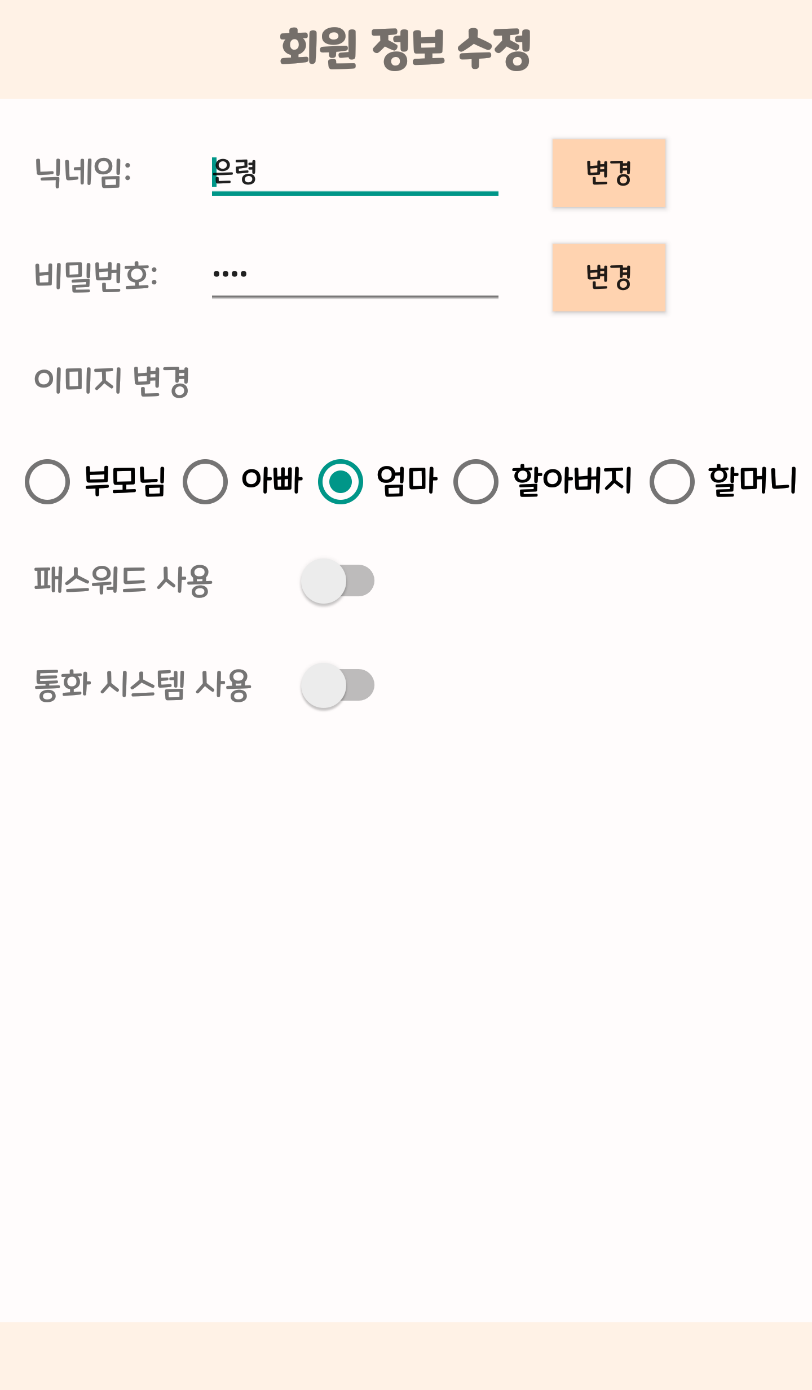 회원 정보 수정
닉네임: 은령 변경
비밀번호: •••• 변경
이미지 변경
부모님 아빠 엄마 할아버지 할머니
패스워드 사용
통화 시스템 사용